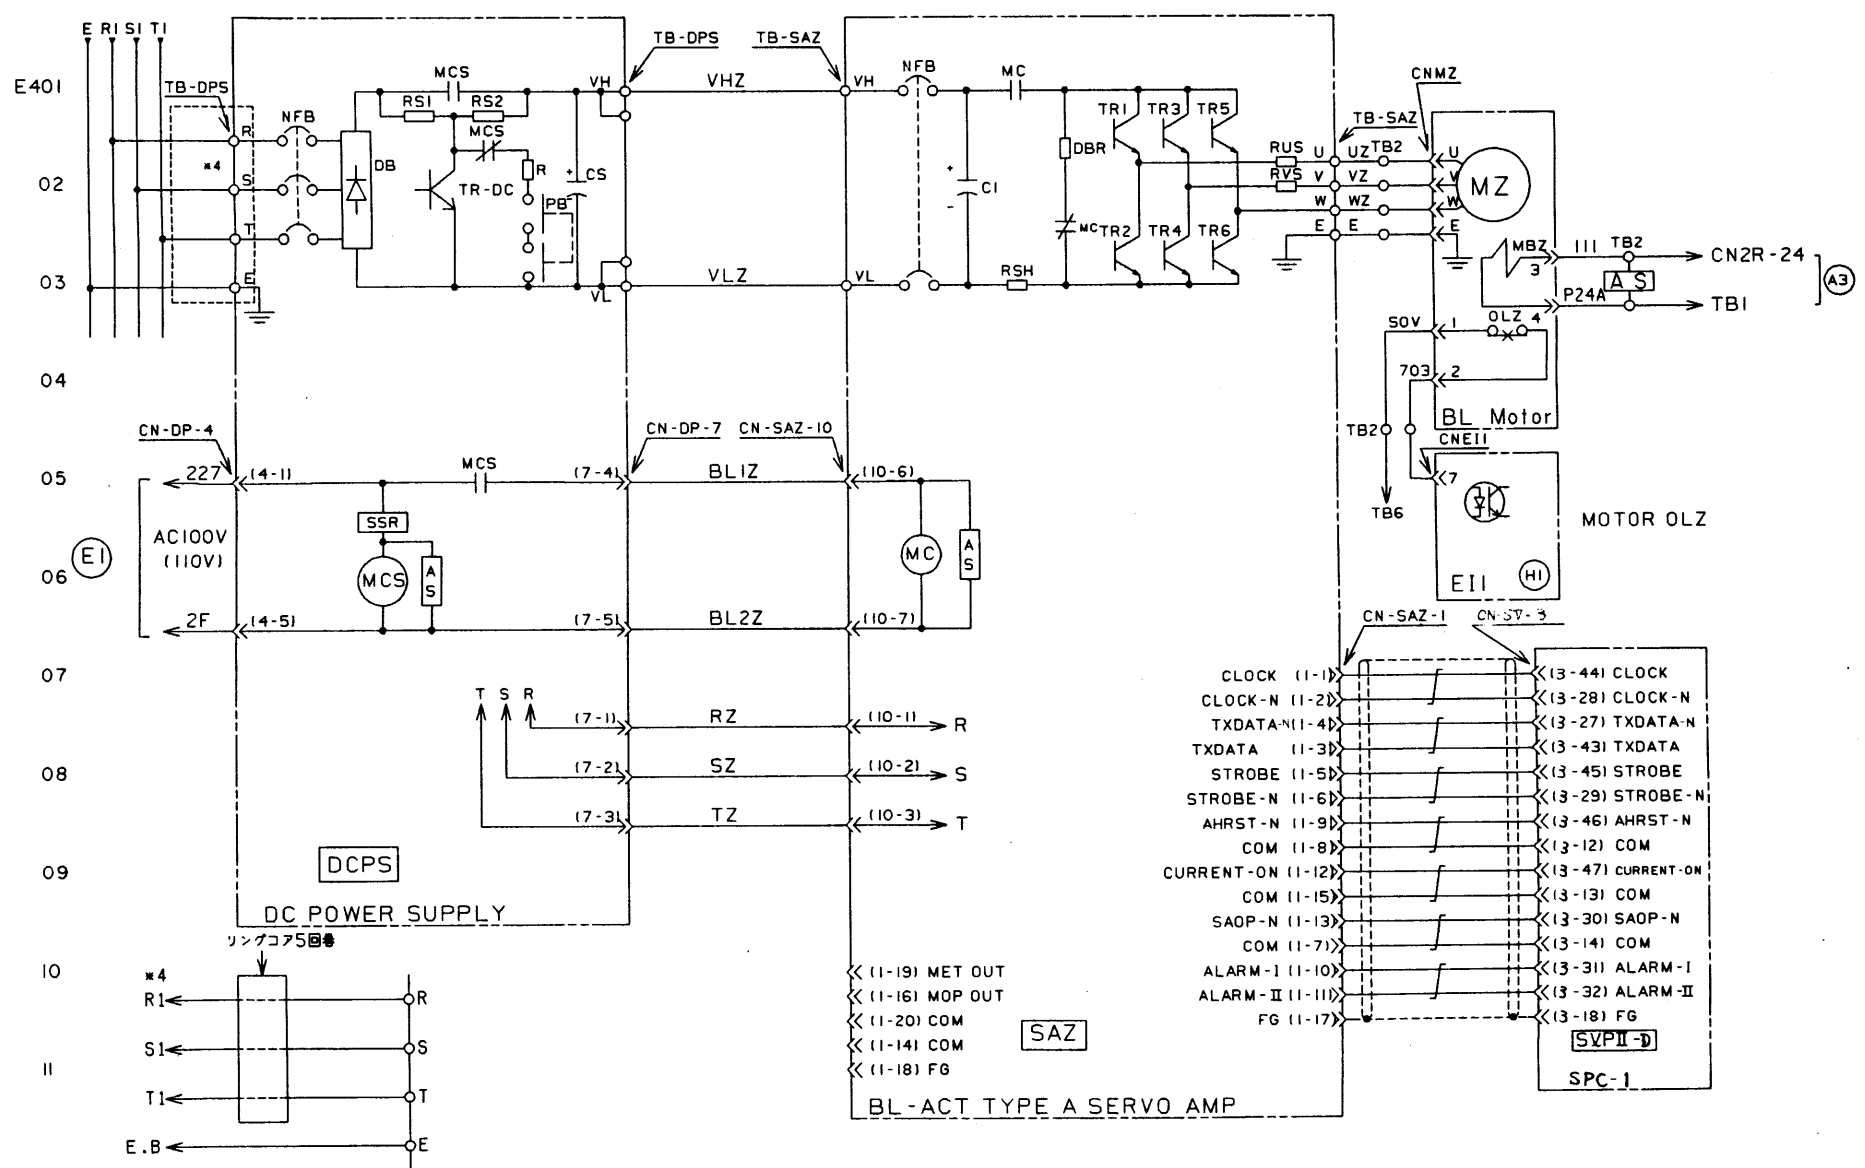 E R1 S1 T1
E401
02
03
04
05
06
07
08
09
10
11
TB-DPS
*4
R
S
T
E
NFB
DB
MCS
RS1
RS2
MCS
R
TR-DC
PB
+
CS
VH
VL
TB-DPS
TB-SAZ
VHZ
VLZ
VH
VL
NFB
MC
+
C1
-
DBR
MC
RSH
TR1
TR3
TR5
TR2
TR4
TR6
RUS
RVS
U
V
W
E
TB-SAZ
UZ
TB2
VZ
WZ
E
CNMZ
U
V
W
E
MZ
MBZ
3
111
TB2
CN2R-24
AS
A3
P24A
TB1
SOV
1
OLZ
4
703
2
BL Motor
TB2
CNE11
7
TB6
MOTOR OLZ
E11
H1
CN-DP-4
227
(4-1)
MCS
(7-4)
CN-DP-7
CN-SAZ-10
BL1Z
(10-6)
E1
AC100V
(110V)
SSR
MCS
AS
MC
AS
2F
(4-5)
(7-5)
BL2Z
(10-7)
T S R
(7-1)
RZ
(10-1)
R
(7-2)
SZ
(10-2)
S
(7-3)
TZ
(10-3)
T
DCPS
DC POWER SUPPLY
CN-SAZ-1
CN-SV-3
CLOCK (1-1)
(3-44) CLOCK
CLOCK-N (1-2)
(3-28) CLOCK-N
TXDATA-N (1-4)
(3-27) TXDATA-N
TXDATA (1-3)
(3-43) TXDATA
STROBE (1-5)
(3-45) STROBE
STROBE-N (1-6)
(3-29) STROBE-N
AHRST-N (1-9)
(3-46) AHRST-N
COM (1-8)
(3-12) COM
CURRENT-ON (1-12)
(3-47) CURRENT-ON
COM (1-15)
(3-13) COM
SAOP-N (1-13)
(3-30) SAOP-N
COM (1-7)
(3-14) COM
ALARM-I (1-10)
(3-31) ALARM-I
ALARM-II (1-11)
(3-32) ALARM-II
FG (1-17)
(3-18) FG
SVPII-D
SPC-1
(1-19) MET OUT
(1-16) MOP OUT
(1-20) COM
(1-14) COM
(1-18) FG
SAZ
BL-ACT TYPE A SERVO AMP
リングコア5回巻
*4
R1
R
S1
S
T1
T
E.B
E